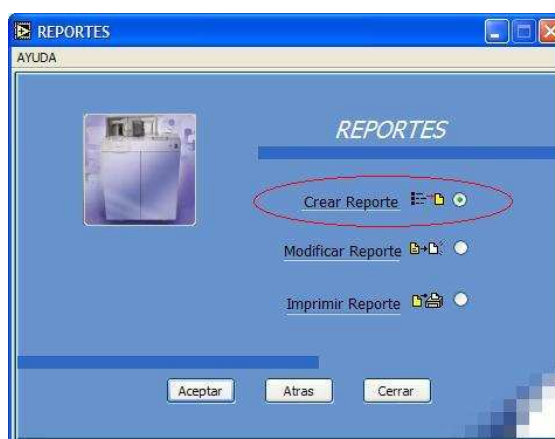 REPORTES
AYUDA
REPORTES
Crear Reporte
Modificar Reporte
Imprimir Reporte
Aceptar Atras Cerrar